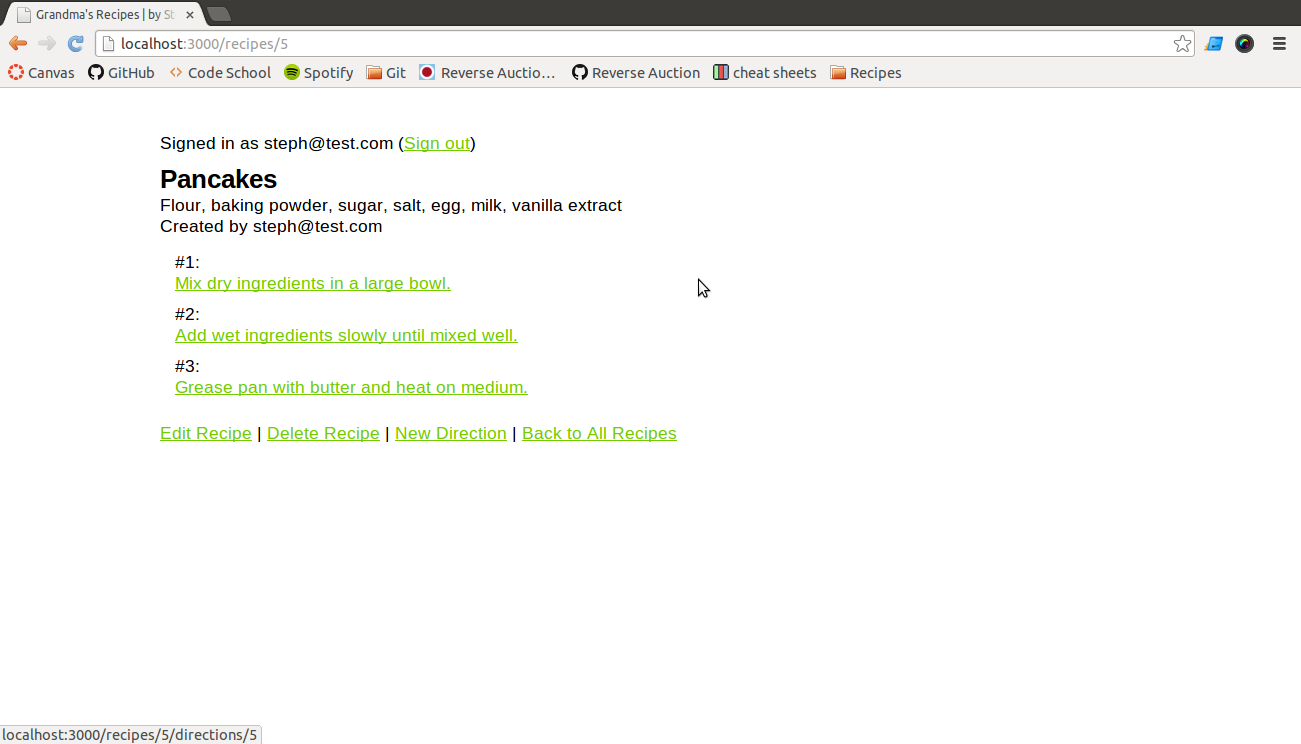 Grandma's Recipes | by St
localhost:3000/recipes/5
Canvas GitHub Code School Spotify Git Reverse Auctio... Reverse Auction cheat sheets Recipes
Signed in as steph@test.com (Sign out)
Pancakes
Flour, baking powder, sugar, salt, egg, milk, vanilla extract
Created by steph@test.com
#1:
Mix dry ingredients in a large bowl.
#2:
Add wet ingredients slowly until mixed well.
#3:
Grease pan with butter and heat on medium.
Edit Recipe | Delete Recipe | New Direction | Back to All Recipes
localhost:3000/recipes/5/directions/5